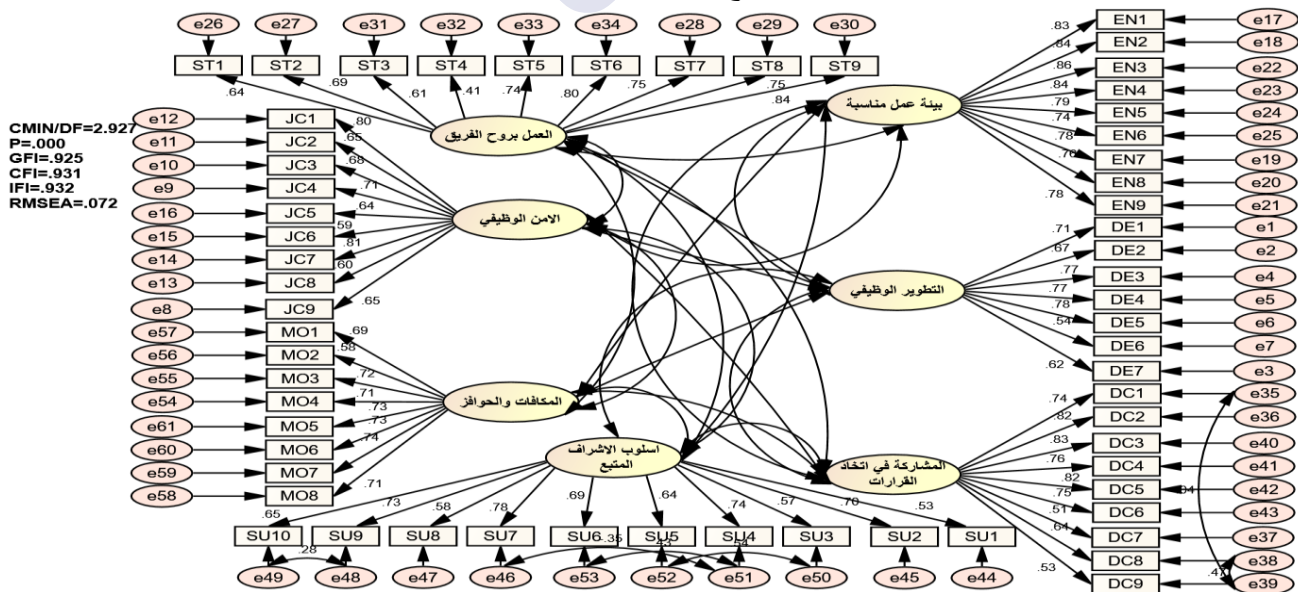 e26 e27 e31 e32 e33 e34 e28 e29 e30
ST1 ST2 ST3 ST4 ST5 ST6 ST7 ST8 ST9
.64 .69 .61 .41 .74 .80 .75 .75 .84
العمل بروح الفريق
CMIN/DF=2.927
P=.000
GFI=.925
CFI=.931
IFI=.932
RMSEA=.072
e12 JC1 .80
e11 JC2 .65
e10 JC3 .68
e9 JC4 .71
e16 JC5 .64
e15 JC6 .59
e14 JC7 .81
e13 JC8 .60
e8 JC9 .65
الامن الوظيفي
e57 MO1 .69
e56 MO2 .58
e55 MO3 .72
e54 MO4 .71
e61 MO5 .73
e60 MO6 .73
e59 MO7 .74
e58 MO8 .71
المكافات والحوافز
بيئة عمل مناسبة
.83 EN1 e17
.84 EN2 e18
.86 EN3 e22
.84 EN4 e23
.79 EN5 e24
.74 EN6 e25
.78 EN7 e19
EN8 e20
.78 EN9 e21
التطوير الوظيفي
.71 DE1 e1
.67 DE2 e2
.77 DE3 e4
.77 DE4 e5
.78 DE5 e6
.54 DE6 e7
.62 DE7 e3
المشاركة في اتخاذ
القرارات
.74 DC1 e35
.82 DC2 e36
.83 DC3 e40
.76 DC4 e41
.82 DC5 e42
.75 DC6 e43
.51 DC7 e37
.64 DC8 e38
.53 DC9 e39
اسلوب الاشراف
المتبع
.65 .73 .58 .78 .69 .64 .74 .57 .70 .53
SU10 SU9 SU8 SU7 SU6 SU5 SU4 SU3 SU2 SU1
.28 .35 .43 .54
e49 e48 e47 e46 e53 e52 e51 e50 e45 e44